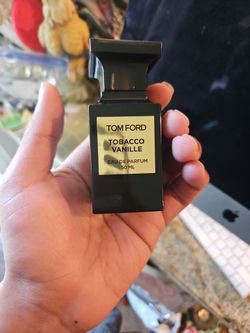 TOM FORD
TOBACCO
VANILLE
EAU DE PARFUM
50 ML